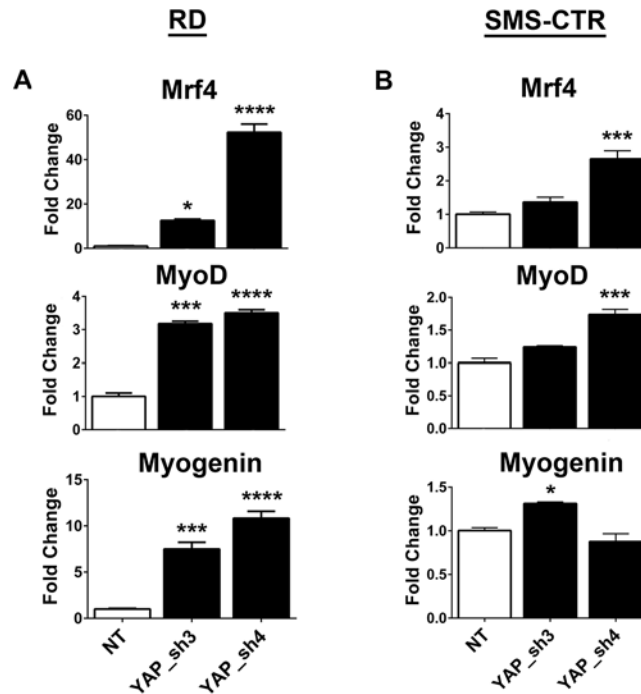 RD
SMS-CTR
A
Mrf4
Fold Change
60
40
20
0
*
****
MyoD
Fold Change
4
3
2
1
0
***
****
Myogenin
Fold Change
15
10
5
0
***
****
NT
YAP_sh3
YAP_sh4
B
Mrf4
Fold Change
4
3
2
1
0
***
MyoD
Fold Change
2.0
1.5
1.0
0.5
0.0
***
Myogenin
Fold Change
1.5
1.0
0.5
0.0
*
NT
YAP_sh3
YAP_sh4